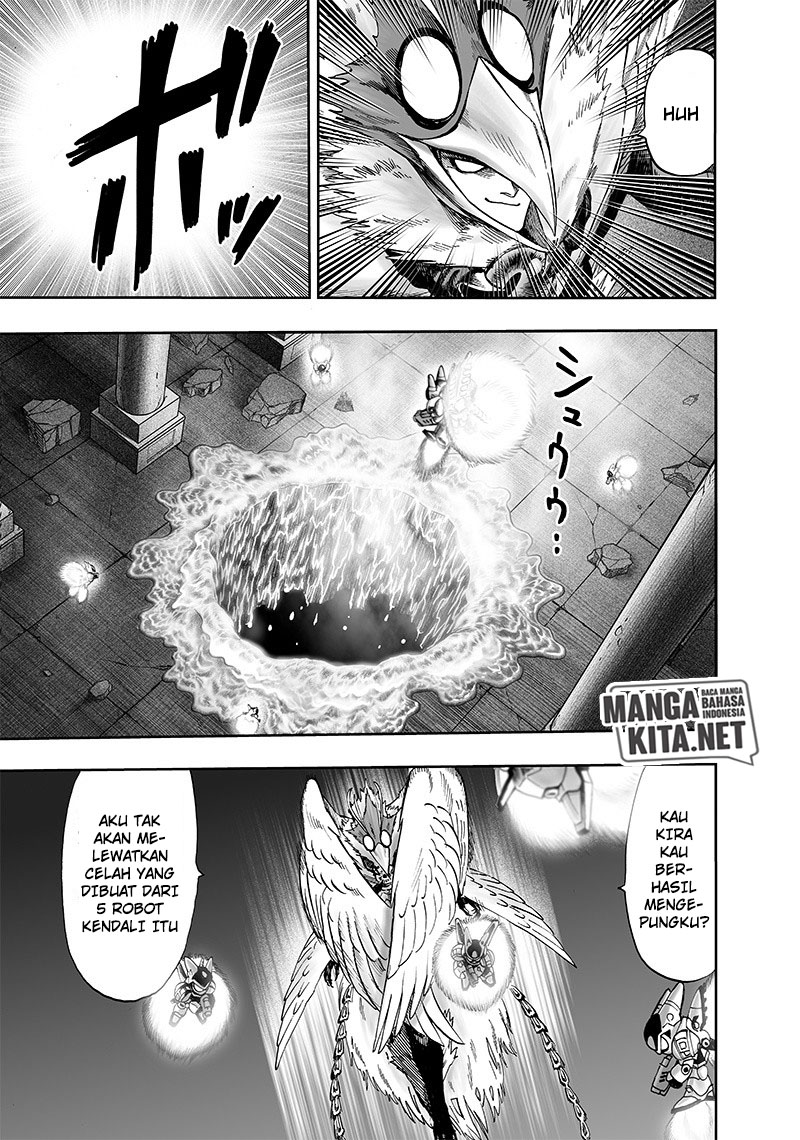 HUH
ボッ
シュウウゥ‥
MANGA
KITA.NET
BACA MANGA
BAHASA
INDONESIA
KAU
KIRA
KAU
BER-
HASIL
MENGE-
PUNGKU?
AKU TAK
AKAN ME-
LEWATKAN
CELAH YANG
DIBUAT DARI
5 ROBOT
KENDALI ITU